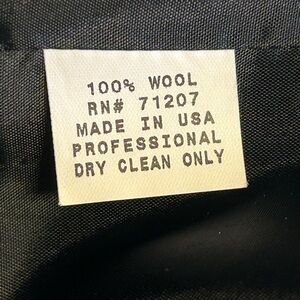 100% WOOL
RN# 71207
MADE IN USA
PROFESSIONAL
DRY CLEAN ONLY